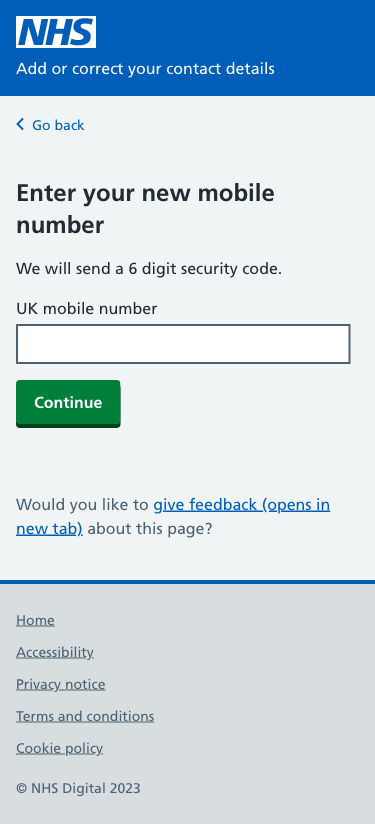 NHS
Add or correct your contact details
Go back
Enter your new mobile
number
We will send a 6 digit security code.
UK mobile number
Continue
Would you like to give feedback (opens in
new tab) about this page?
Home
Accessibility
Privacy notice
Terms and conditions
Cookie policy
© NHS Digital 2023